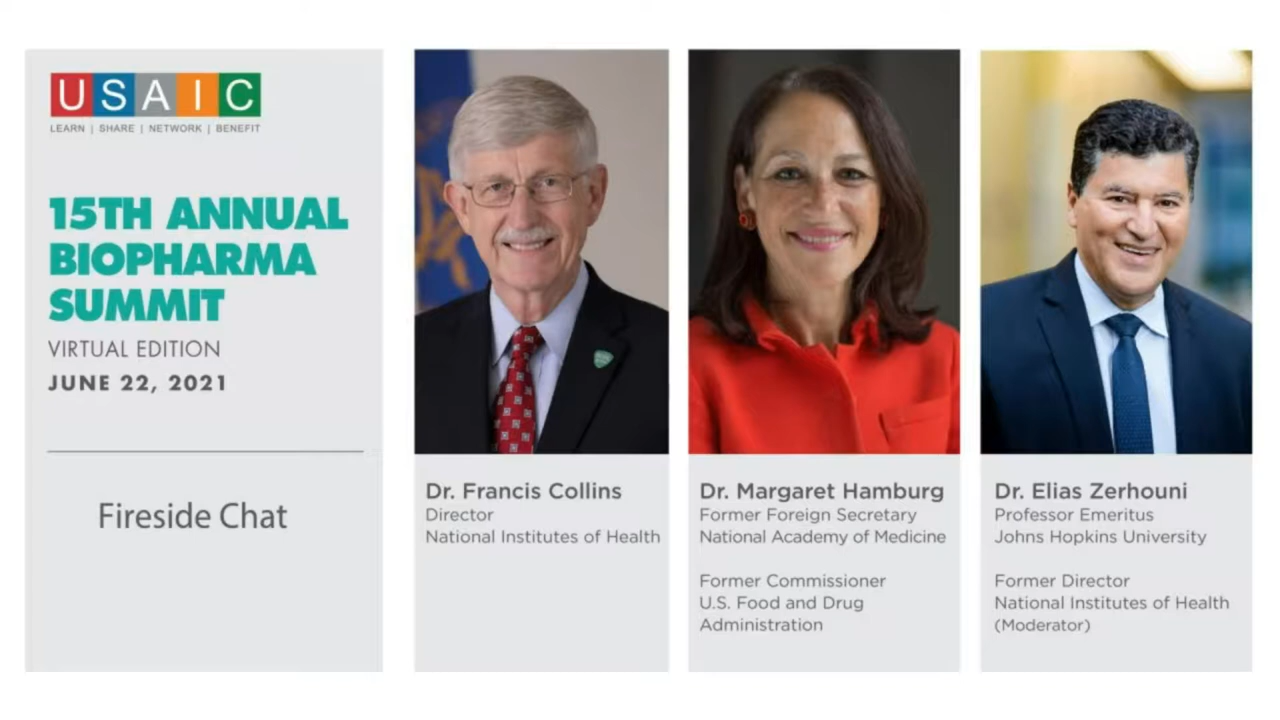 USAIC
LEARN | SHARE | NETWORK | BENEFIT
15TH ANNUAL
BIOPHARMA
SUMMIT
VIRTUAL EDITION
JUNE 22, 2021
Fireside Chat
Dr. Francis Collins
Director
National Institutes of Health
Dr. Margaret Hamburg
Former Foreign Secretary
National Academy of Medicine
Former Commissioner
U.S. Food and Drug
Administration
Dr. Elias Zerhouni
Professor Emeritus
Johns Hopkins University
Former Director
National Institutes of Health
(Moderator)